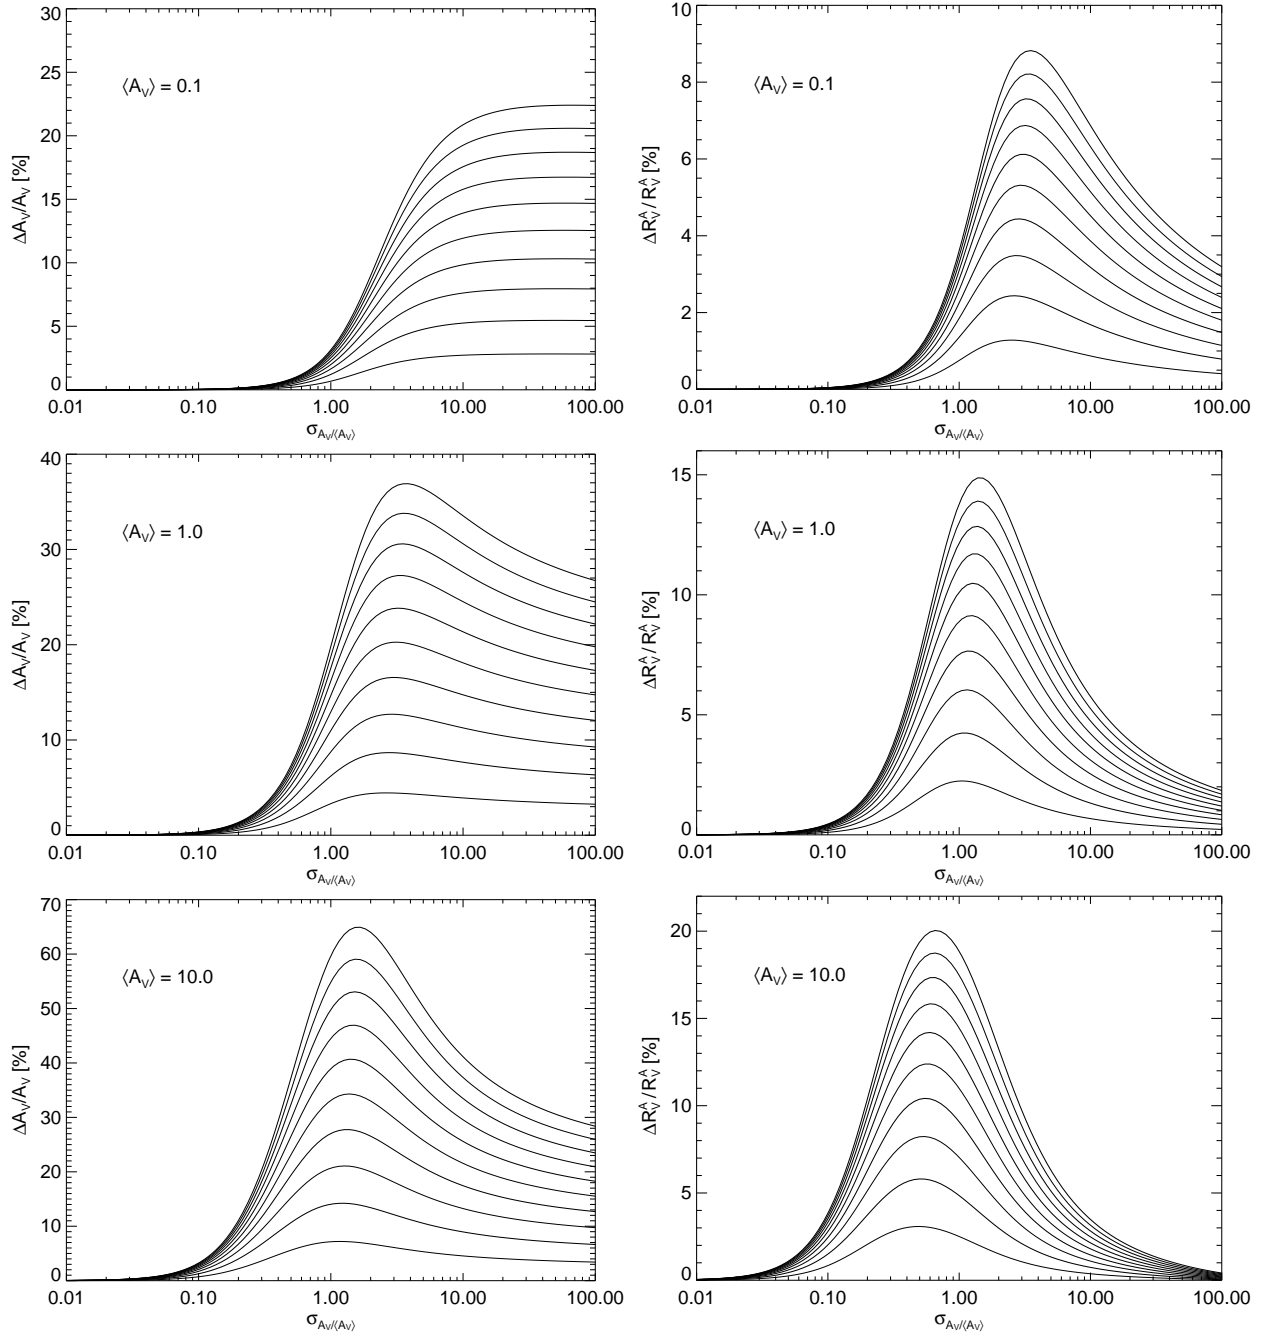 30
25
20
15
10
5
0
ΔA_V/A_V [%]
⟨A_V⟩ = 0.1
0.01 0.10 1.00 10.00 100.00
σ_{A_V/⟨A_V⟩}
10
8
6
4
2
0
ΔR_V^A/R_V^A [%]
⟨A_V⟩ = 0.1
0.01 0.10 1.00 10.00 100.00
σ_{A_V/⟨A_V⟩}
40
30
20
10
0
ΔA_V/A_V [%]
⟨A_V⟩ = 1.0
0.01 0.10 1.00 10.00 100.00
σ_{A_V/⟨A_V⟩}
15
10
5
0
ΔR_V^A/R_V^A [%]
⟨A_V⟩ = 1.0
0.01 0.10 1.00 10.00 100.00
σ_{A_V/⟨A_V⟩}
70
60
50
40
30
20
10
0
ΔA_V/A_V [%]
⟨A_V⟩ = 10.0
0.01 0.10 1.00 10.00 100.00
σ_{A_V/⟨A_V⟩}
20
15
10
5
0
ΔR_V^A/R_V^A [%]
⟨A_V⟩ = 10.0
0.01 0.10 1.00 10.00 100.00
σ_{A_V/⟨A_V⟩}